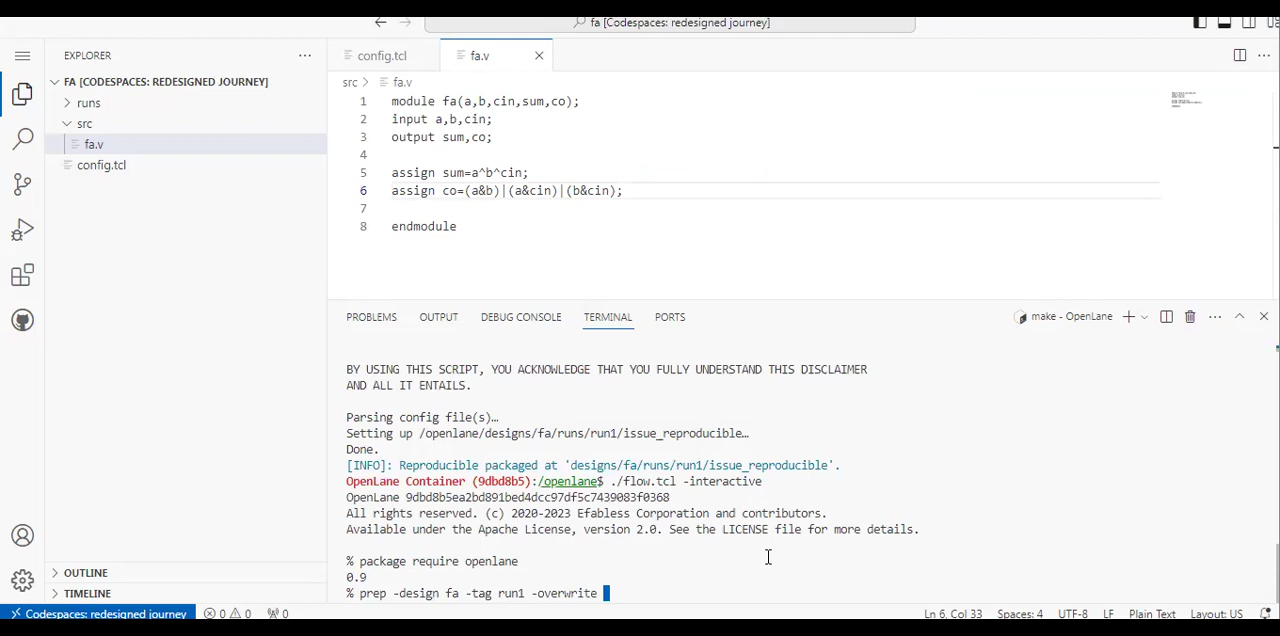 fa [Codespaces: redesigned journey]
EXPLORER
config.tcl
fa.v
FA [CODESPACES: REDESIGNED JOURNEY]
runs
src
fa.v
config.tcl
src > fa.v
1 module fa(a,b,cin,sum,co);
2 input a,b,cin;
3 output sum,co;
4
5 assign sum=a^b^cin;
6 assign co=(a&b)|(a&cin)|(b&cin);
7
8 endmodule
PROBLEMS OUTPUT DEBUG CONSOLE TERMINAL PORTS
make - OpenLane
BY USING THIS SCRIPT, YOU ACKNOWLEDGE THAT YOU FULLY UNDERSTAND THIS DISCLAIMER
AND ALL IT ENTAILS.
Parsing config file(s)…
Setting up /openlane/designs/fa/runs/run1/issue_reproducible…
Done.
[INFO]: Reproducible packaged at 'designs/fa/runs/run1/issue_reproducible'.
OpenLane Container (9dbd8b5):/openlane$ ./flow.tcl -interactive
OpenLane 9dbd8b5ea2bd891bed4dcc97df5c7439083f0368
All rights reserved. (c) 2020-2023 Efabless Corporation and contributors.
Available under the Apache License, version 2.0. See the LICENSE file for more details.
% package require openlane
0.9
% prep -design fa -tag run1 -overwrite
OUTLINE
TIMELINE
Codespaces: redesigned journey
0 0 0
Ln 6, Col 33 Spaces: 4 UTF-8 LF Plain Text Layout: US